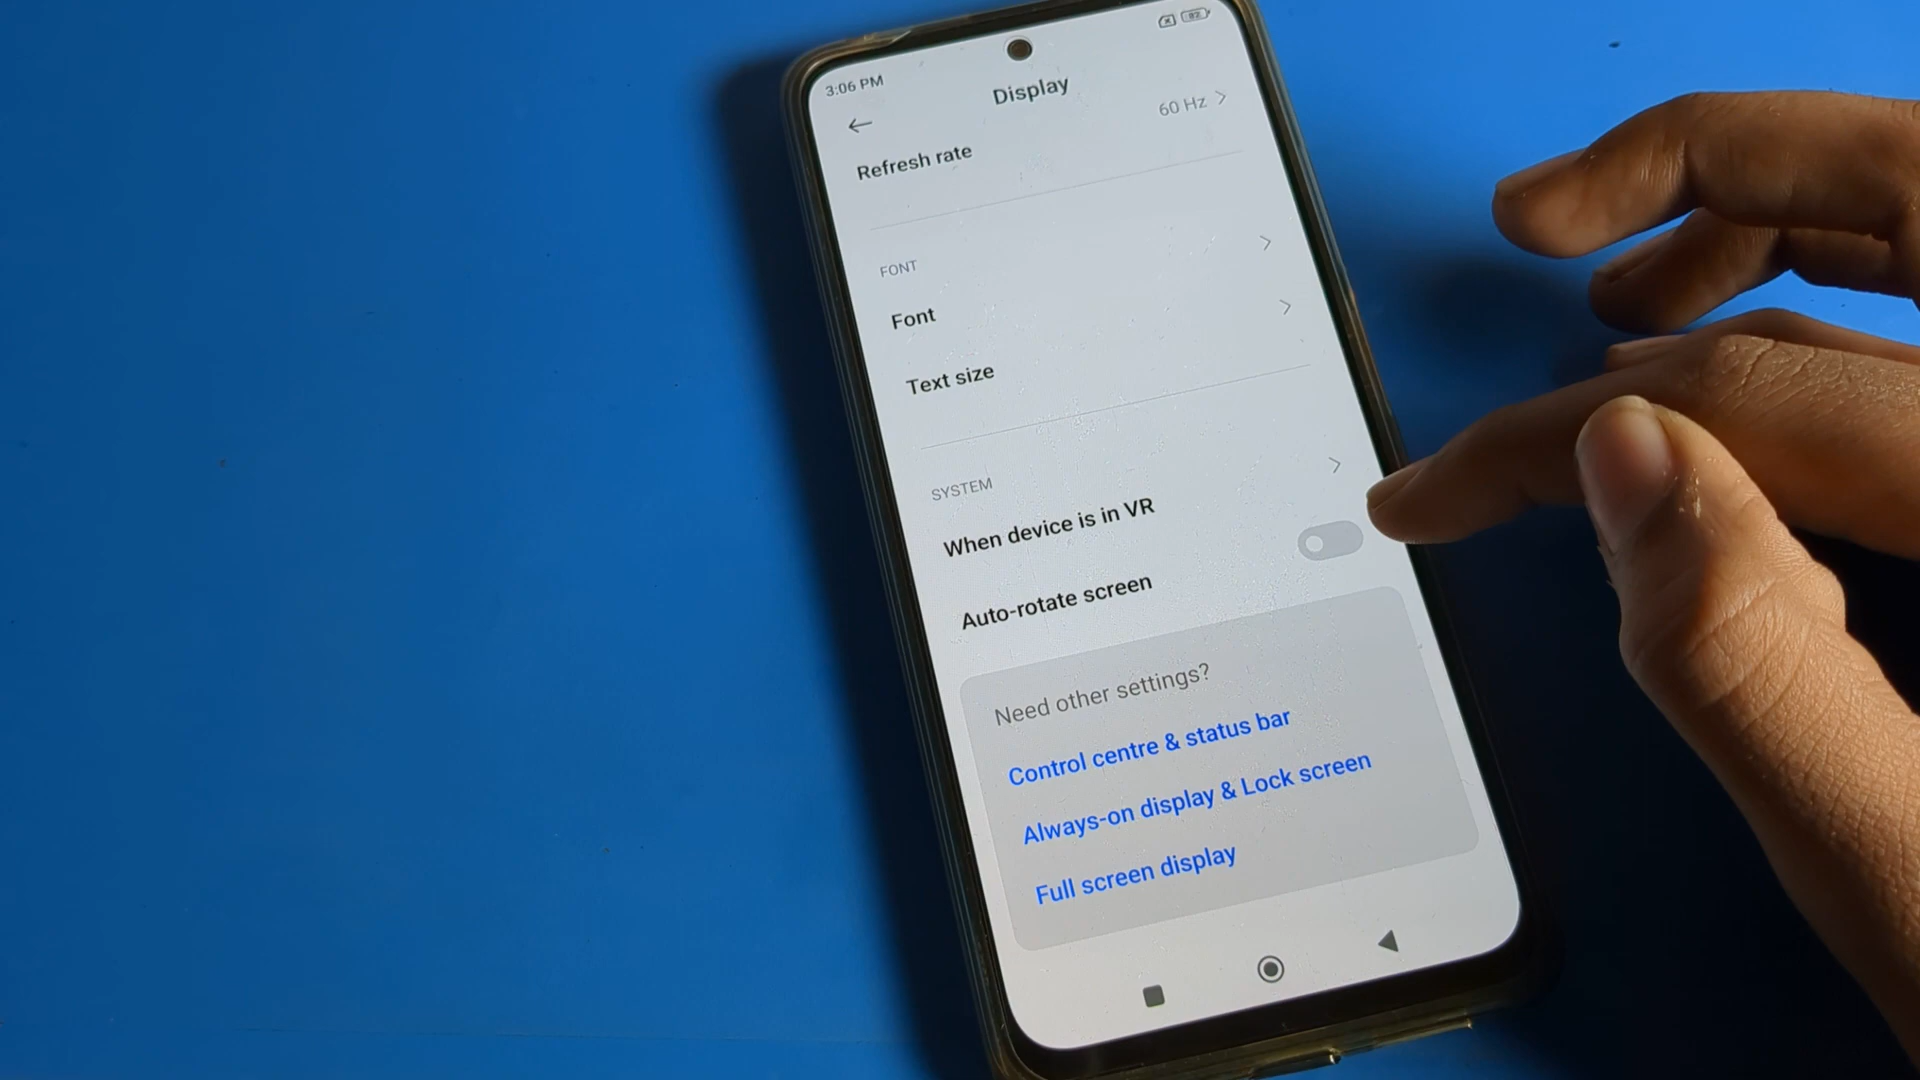 3:06 PM
82
Display
60 Hz
Refresh rate
FONT
Font
Text size
SYSTEM
When device is in VR
Auto-rotate screen
Need other settings?
Control centre & status bar
Always-on display & Lock screen
Full screen display